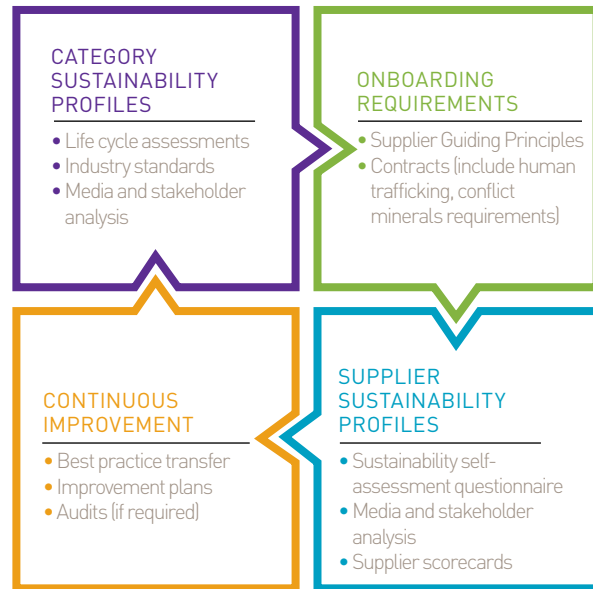 CATEGORY
SUSTAINABILITY
PROFILES
• Life cycle assessments
• Industry standards
• Media and stakeholder
analysis
ONBOARDING
REQUIREMENTS
• Supplier Guiding Principles
• Contracts (include human
trafficking, conflict
minerals requirements)
CONTINUOUS
IMPROVEMENT
• Best practice transfer
• Improvement plans
• Audits (if required)
SUPPLIER
SUSTAINABILITY
PROFILES
• Sustainability self-
assessment questionnaire
• Media and stakeholder
analysis
• Supplier scorecards